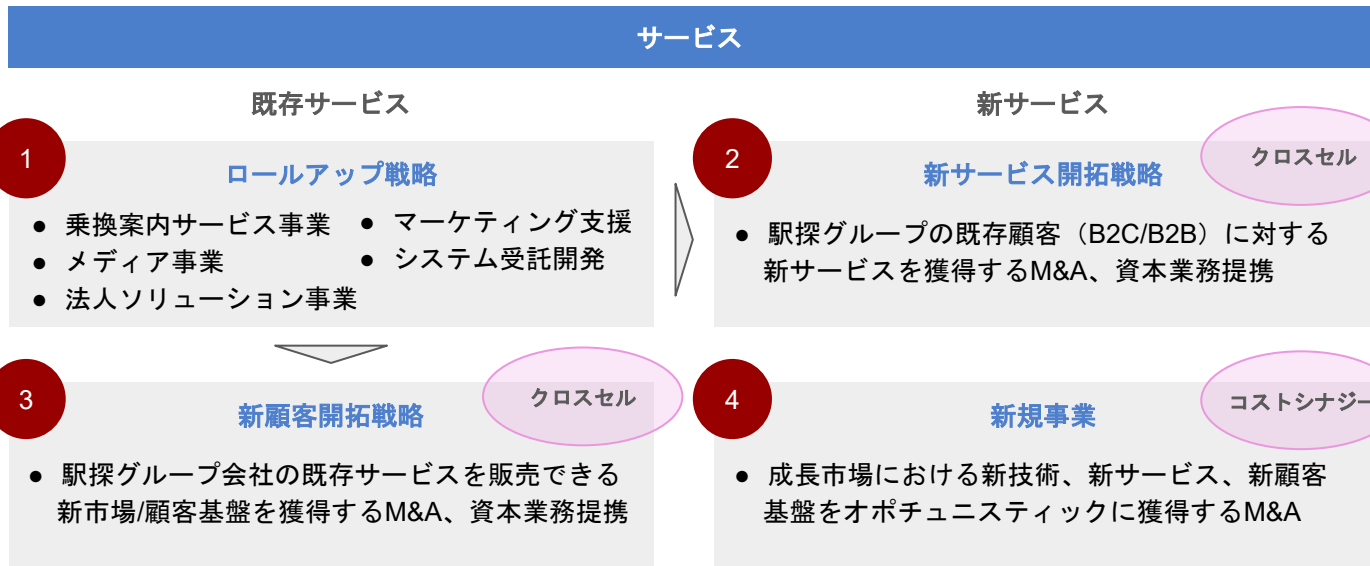 サービス
既存サービス
新サービス
1
ロールアップ戦略
● 乗換案内サービス事業
● メディア事業
● 法人ソリューション事業
● マーケティング支援
● システム受託開発
2
新サービス開拓戦略
クロスセル
● 駅探グループの既存顧客（B2C/B2B）に対する
新サービスを獲得するM&A、資本業務提携
3
新顧客開拓戦略
クロスセル
● 駅探グループ会社の既存サービスを販売できる
新市場/顧客基盤を獲得するM&A、資本業務提携
4
新規事業
コストシナジー
● 成長市場における新技術、新サービス、新顧客
基盤をオポチュニスティックに獲得するM&A